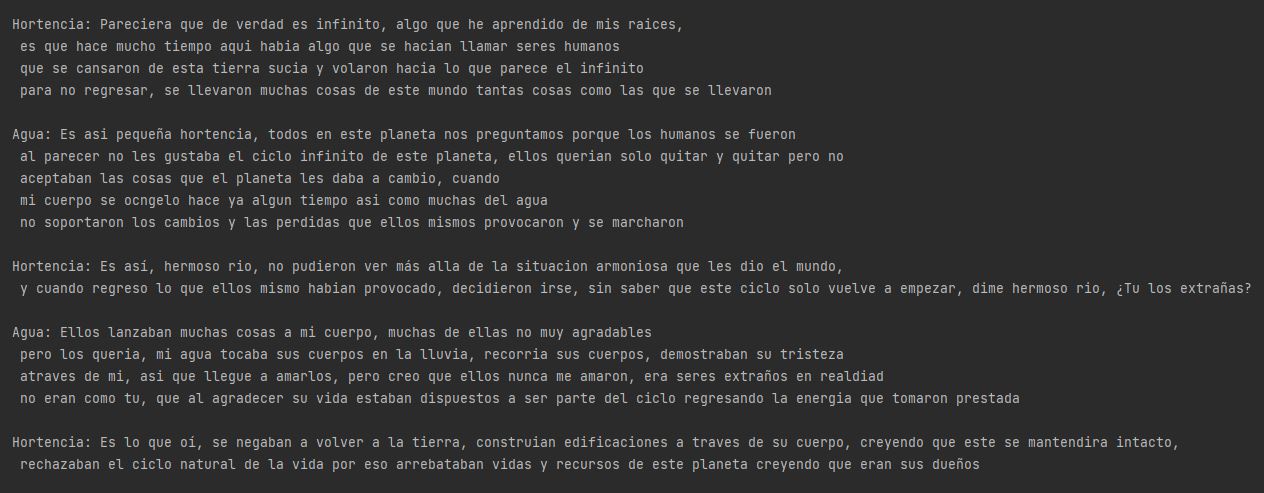 Hortencia: Pareciera que de verdad es infinito, algo que he aprendido de mis raices,
es que hace mucho tiempo aqui habia algo que se hacian llamar seres humanos
que se cansaron de esta tierra sucia y volaron hacia lo que parece el infinito
para no regresar, se llevaron muchas cosas de este mundo tantas cosas como las que se llevaron
Agua: Es asi pequeña hortencia, todos en este planeta nos preguntamos porque los humanos se fueron
al parecer no les gustaba el ciclo infinito de este planeta, ellos querian solo quitar y quitar pero no
aceptaban las cosas que el planeta les daba a cambio, cuando
mi cuerpo se ocngelo hace ya algun tiempo asi como muchas del agua
no soportaron los cambios y las perdidas que ellos mismos provocaron y se marcharon
Hortencia: Es así, hermoso rio, no pudieron ver más alla de la situacion armoniosa que les dio el mundo,
y cuando regreso lo que ellos mismo habian provocado, decidieron irse, sin saber que este ciclo solo vuelve a empezar, dime hermoso rio, ¿Tu los extrañas?
Agua: Ellos lanzaban muchas cosas a mi cuerpo, muchas de ellas no muy agradables
pero los queria, mi agua tocaba sus cuerpos en la lluvia, recorria sus cuerpos, demostraban su tristeza
atraves de mi, asi que llegue a amarlos, pero creo que ellos nunca me amaron, era seres extraños en realdiad
no eran como tu, que al agradecer su vida estaban dispuestos a ser parte del ciclo regresando la energia que tomaron prestada
Hortencia: Es lo que oí, se negaban a volver a la tierra, construian edificaciones a traves de su cuerpo, creyendo que este se mantendira intacto,
rechazaban el ciclo natural de la vida por eso arrebataban vidas y recursos de este planeta creyendo que eran sus dueños